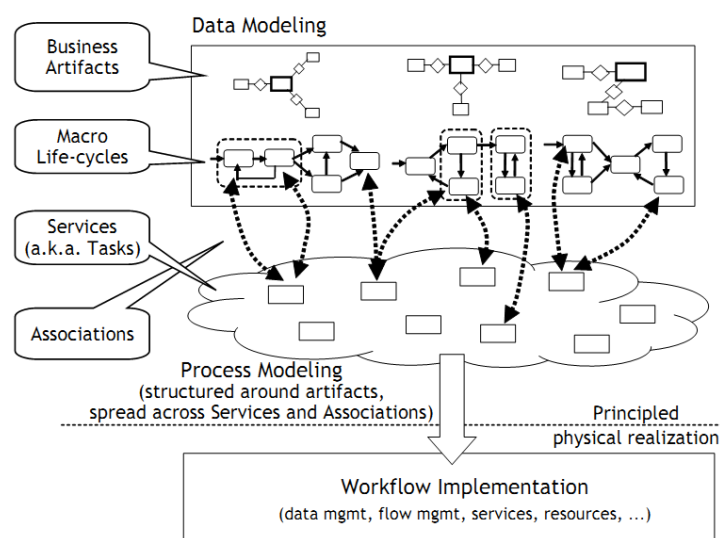 Data Modeling
Business
Artifacts
Macro
Life-cycles
Services
(a.k.a. Tasks)
Associations
Process Modeling
(structured around artifacts,
spread across Services and Associations)
Principled
physical realization
Workflow Implementation
(data mgmt, flow mgmt, services, resources, ...)